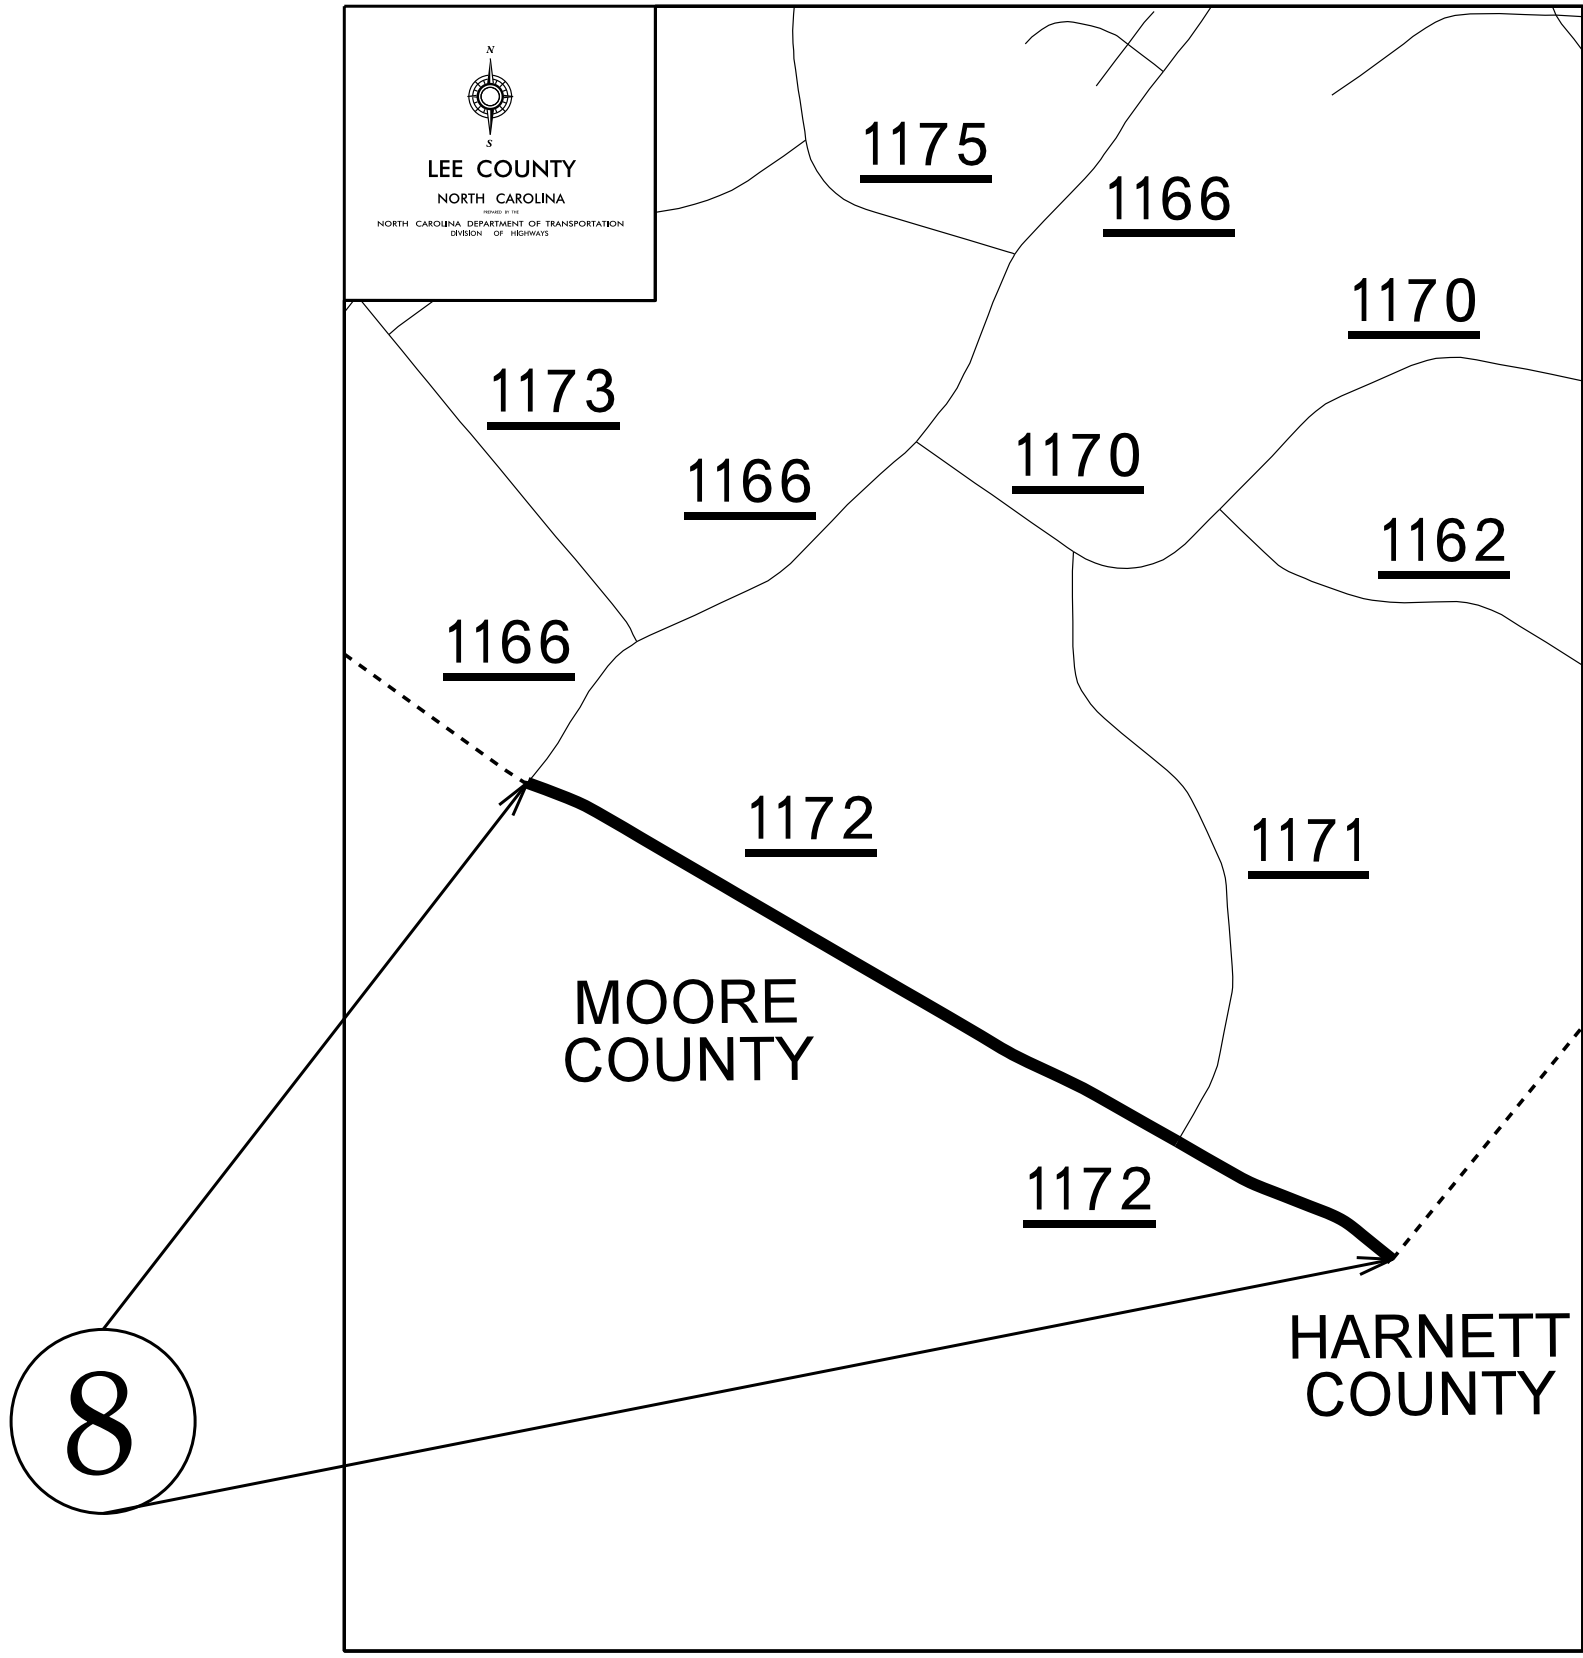 N
S
LEE COUNTY
NORTH CAROLINA
PREPARED BY THE
NORTH CAROLINA DEPARTMENT OF TRANSPORTATION
DIVISION OF HIGHWAYS
1175
1166
1170
1173
1170
1166
1162
1166
1172
1171
MOORE
COUNTY
1172
HARNETT
COUNTY
8